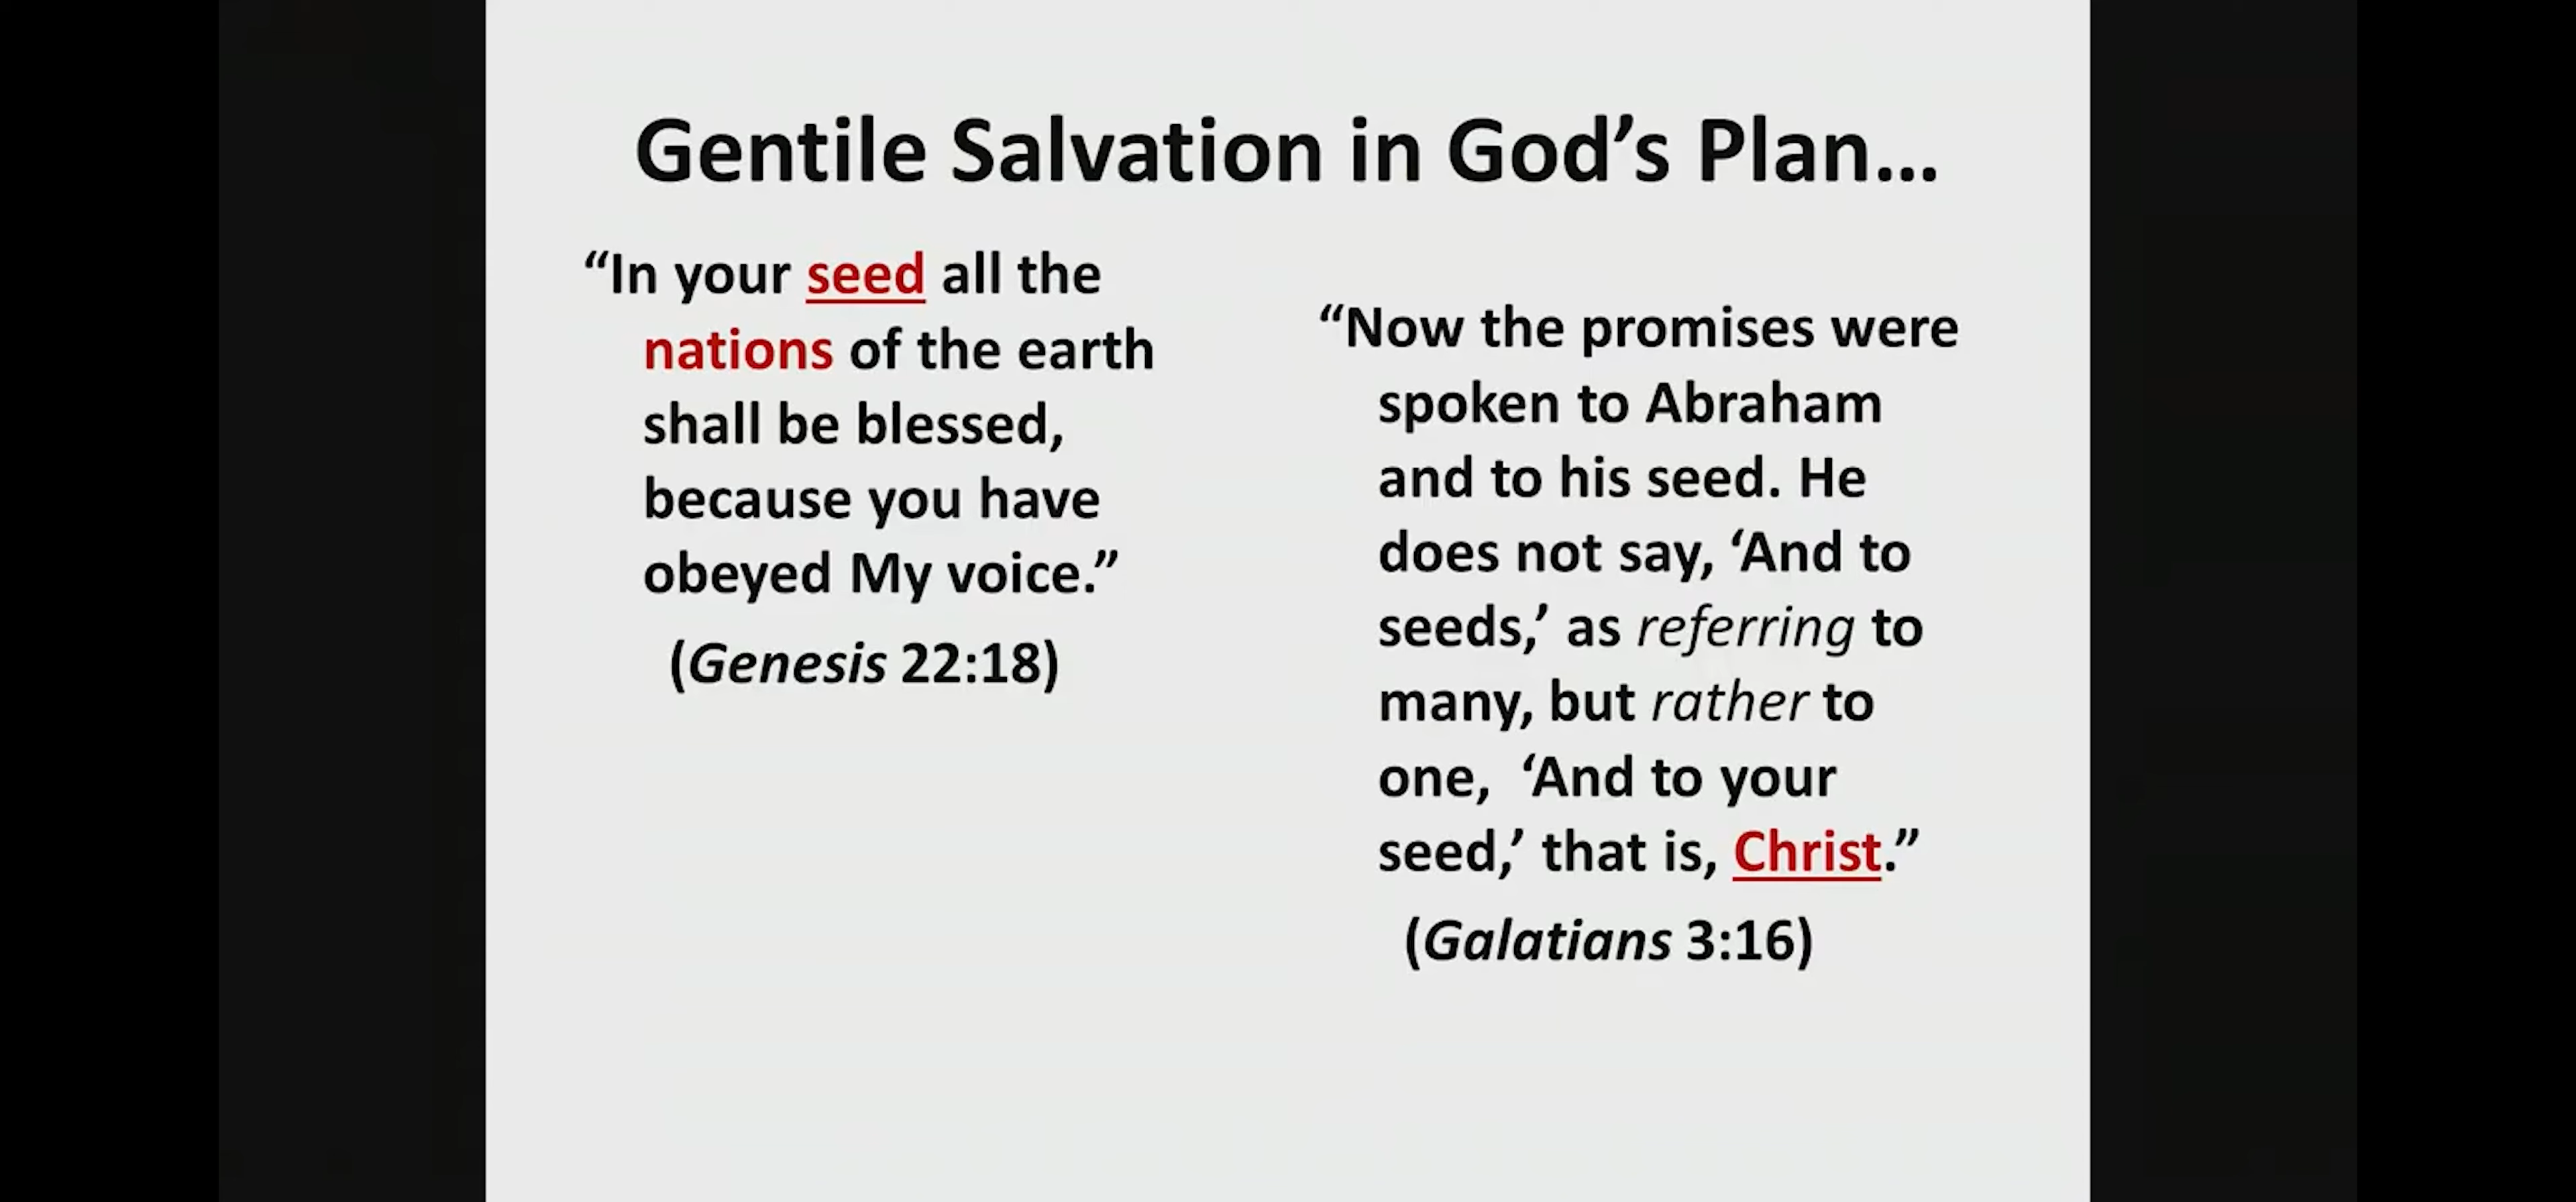 Gentile Salvation in God’s Plan…
“In your seed all the
nations of the earth
shall be blessed,
because you have
obeyed My voice.”
(Genesis 22:18)
“Now the promises were
spoken to Abraham
and to his seed. He
does not say, ‘And to
seeds,’ as referring to
many, but rather to
one,  ‘And to your
seed,’ that is, Christ.”
(Galatians 3:16)